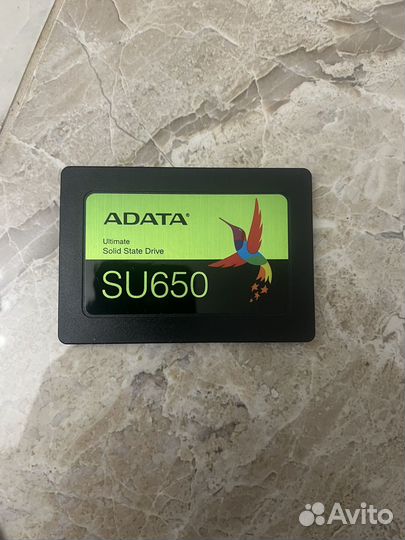 ADATA®
Ultimate
Solid State Drive
SU650
Avito